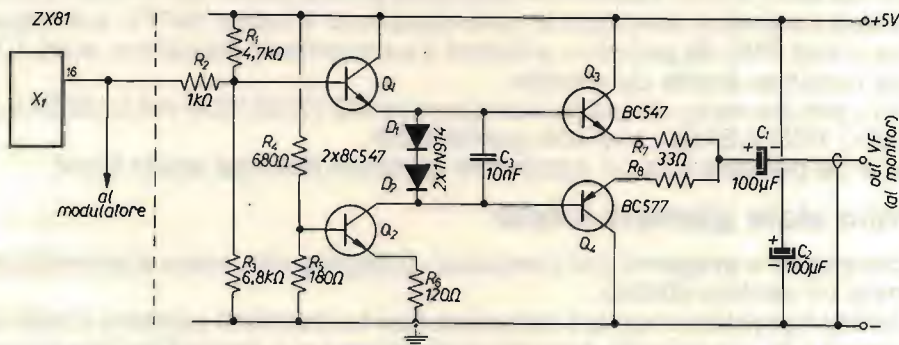 ZX81
X1
16
al
modulatore
R2
1kΩ
R1
4,7kΩ
R4
680Ω
R3
6,8kΩ
R5
180Ω
Q1
2x8C547
Q2
R6
120Ω
D1
D2
2x1N914
C3
10nF
Q3
BC547
R7
33Ω
R8
BC577
Q4
C1
+ -
100µF
+
-
C2
100µF
+5V
out VF
(al monitor)
-